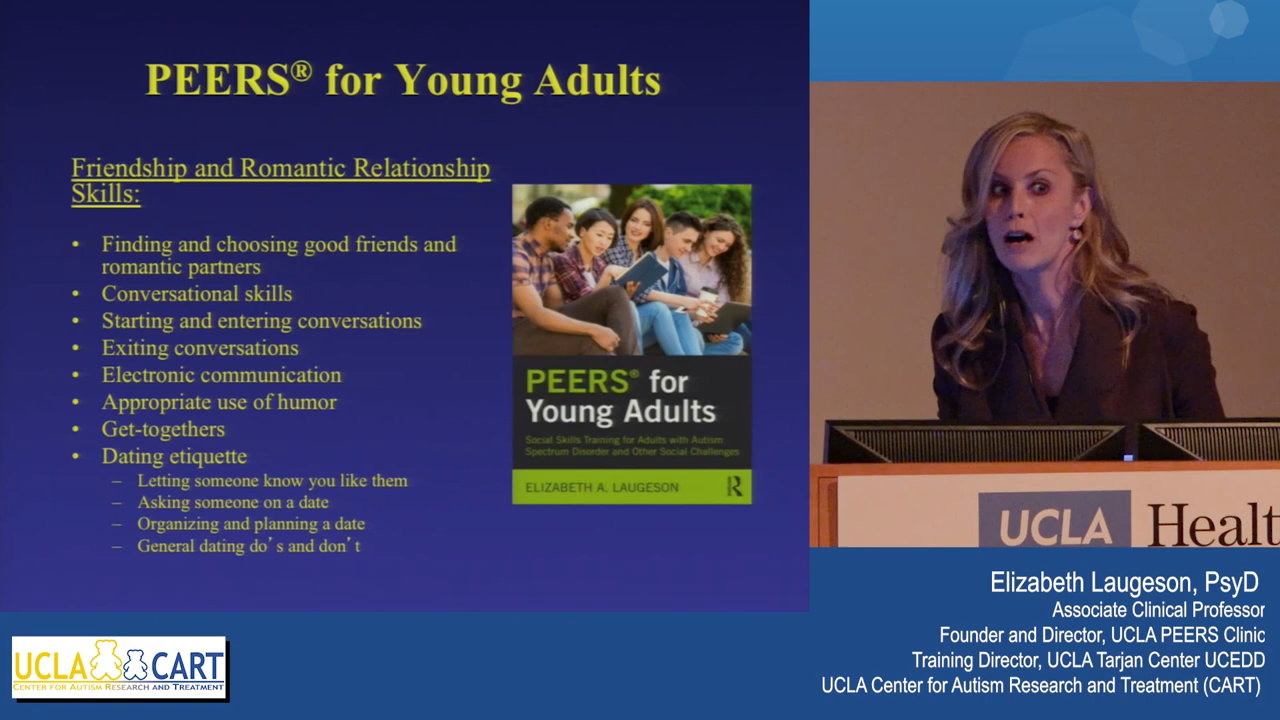 PEERS® for Young Adults
Friendship and Romantic Relationship
Skills:
• Finding and choosing good friends and
romantic partners
• Conversational skills
• Starting and entering conversations
• Exiting conversations
• Electronic communication
• Appropriate use of humor
• Get-togethers
• Dating etiquette
– Letting someone know you like them
– Asking someone on a date
– Organizing and planning a date
– General dating do's and don't
PEERS® for
Young Adults
Social Skills Training for Adults with Autism
Spectrum Disorder and Other Social Challenges
ELIZABETH A. LAUGESON
R
UCLA Healt
Elizabeth Laugeson, PsyD
Associate Clinical Professor
Founder and Director, UCLA PEERS Clinic
Training Director, UCLA Tarjan Center UCEDD
UCLA Center for Autism Research and Treatment (CART)
UCLA CART
CENTER FOR AUTISM RESEARCH AND TREATMENT